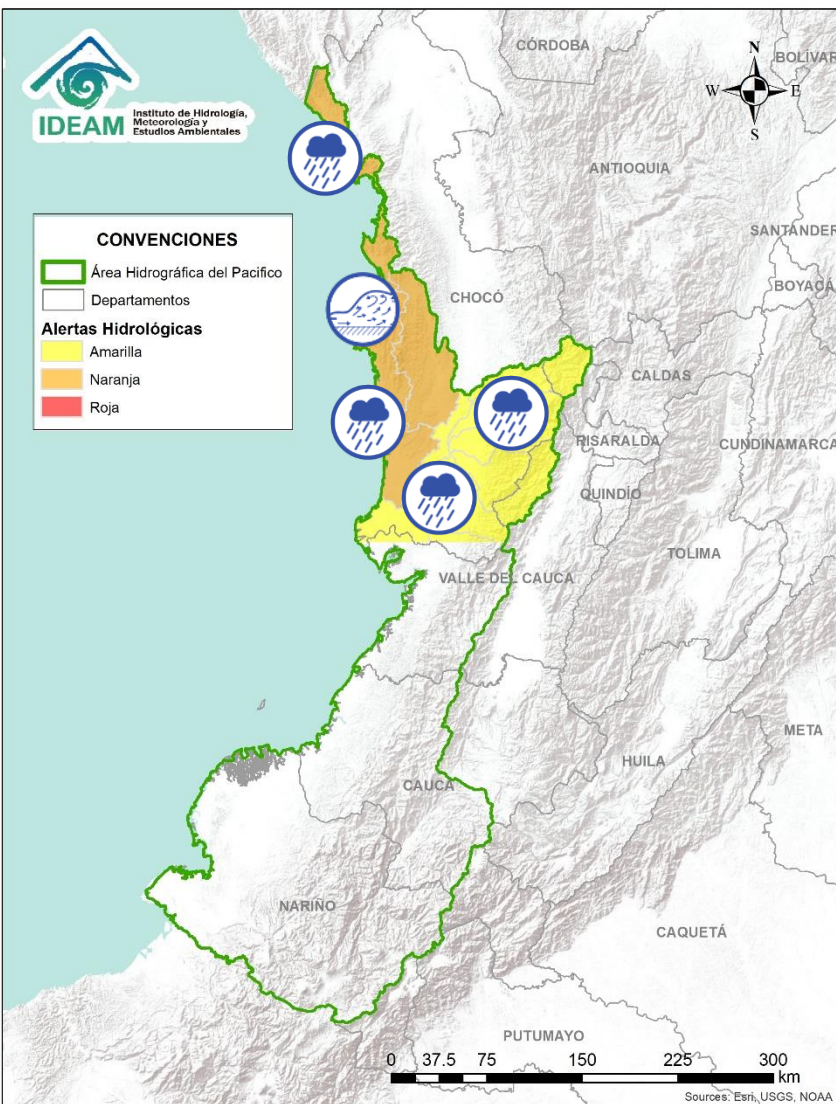 IDEAM
Instituto de Hidrología,
Meteorología y
Estudios Ambientales
CÓRDOBA
BOLÍVAR
N
W
E
S
ANTIOQUIA
SANTANDER
BOYACÁ
CONVENCIONES
Área Hidrográfica del Pacifico
Departamentos
Alertas Hidrológicas
Amarilla
Naranja
Roja
CHOCÓ
CALDAS
RISARALDA
CUNDINAMARCA
QUINDÍO
TOLIMA
VALLE DEL CAUCA
META
HUILA
CAUCA
NARIÑO
CAQUETÁ
PUTUMAYO
0 37.5 75 150 225 300
km
Sources: Esri, USGS, NOAA